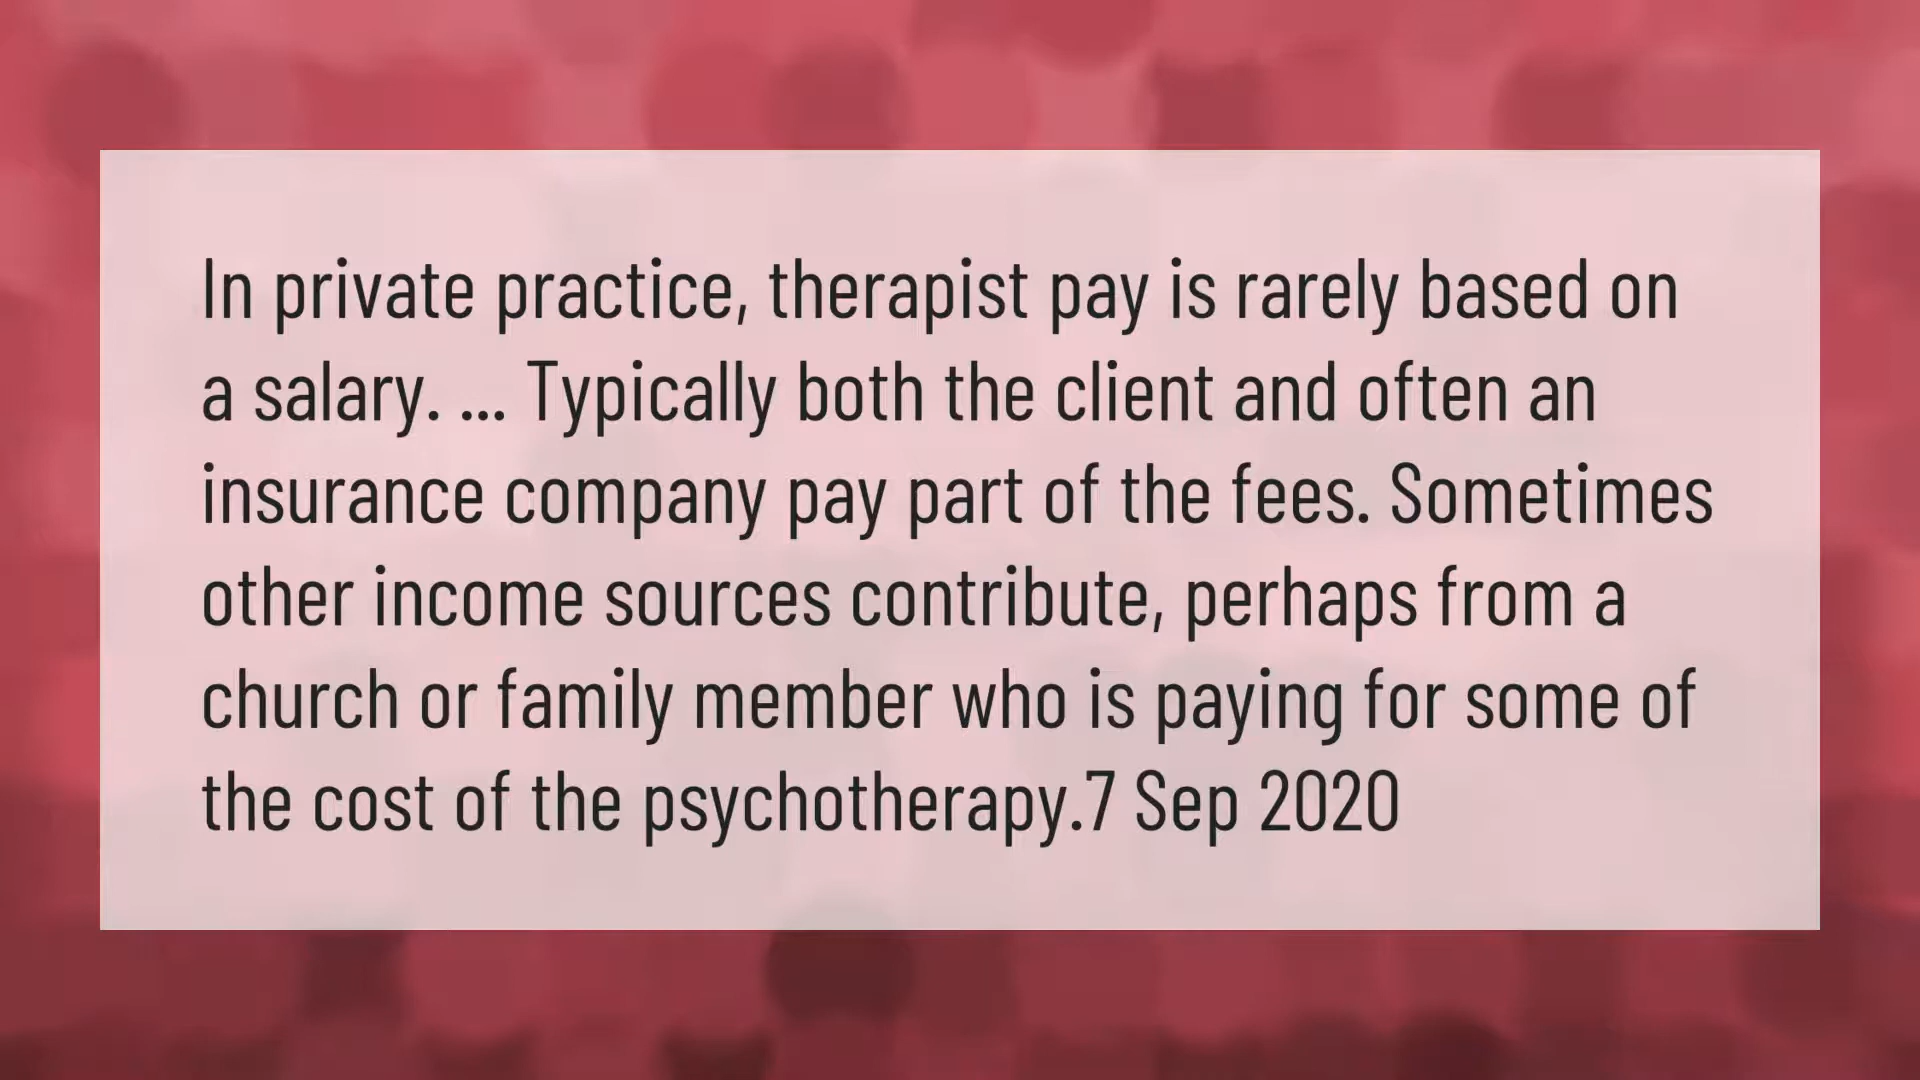 In private practice, therapist pay is rarely based on
a salary. ... Typically both the client and often an
insurance company pay part of the fees. Sometimes
other income sources contribute, perhaps from a
church or family member who is paying for some of
the cost of the psychotherapy.7 Sep 2020